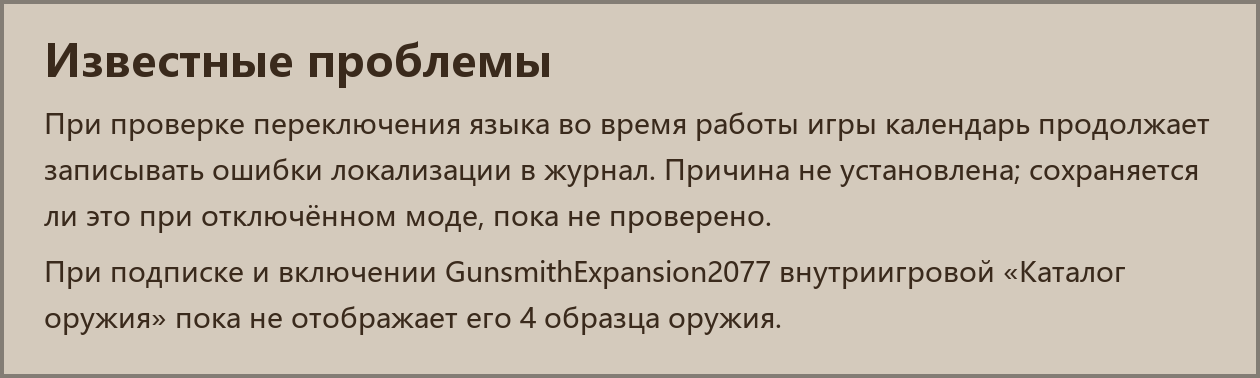 Известные проблемы
При проверке переключения языка во время работы игры календарь продолжает
записывать ошибки локализации в журнал. Причина не установлена; сохраняется
ли это при отключённом моде, пока не проверено.
При подписке и включении GunsmithExpansion2077 внутриигровой «Каталог
оружия» пока не отображает его 4 образца оружия.